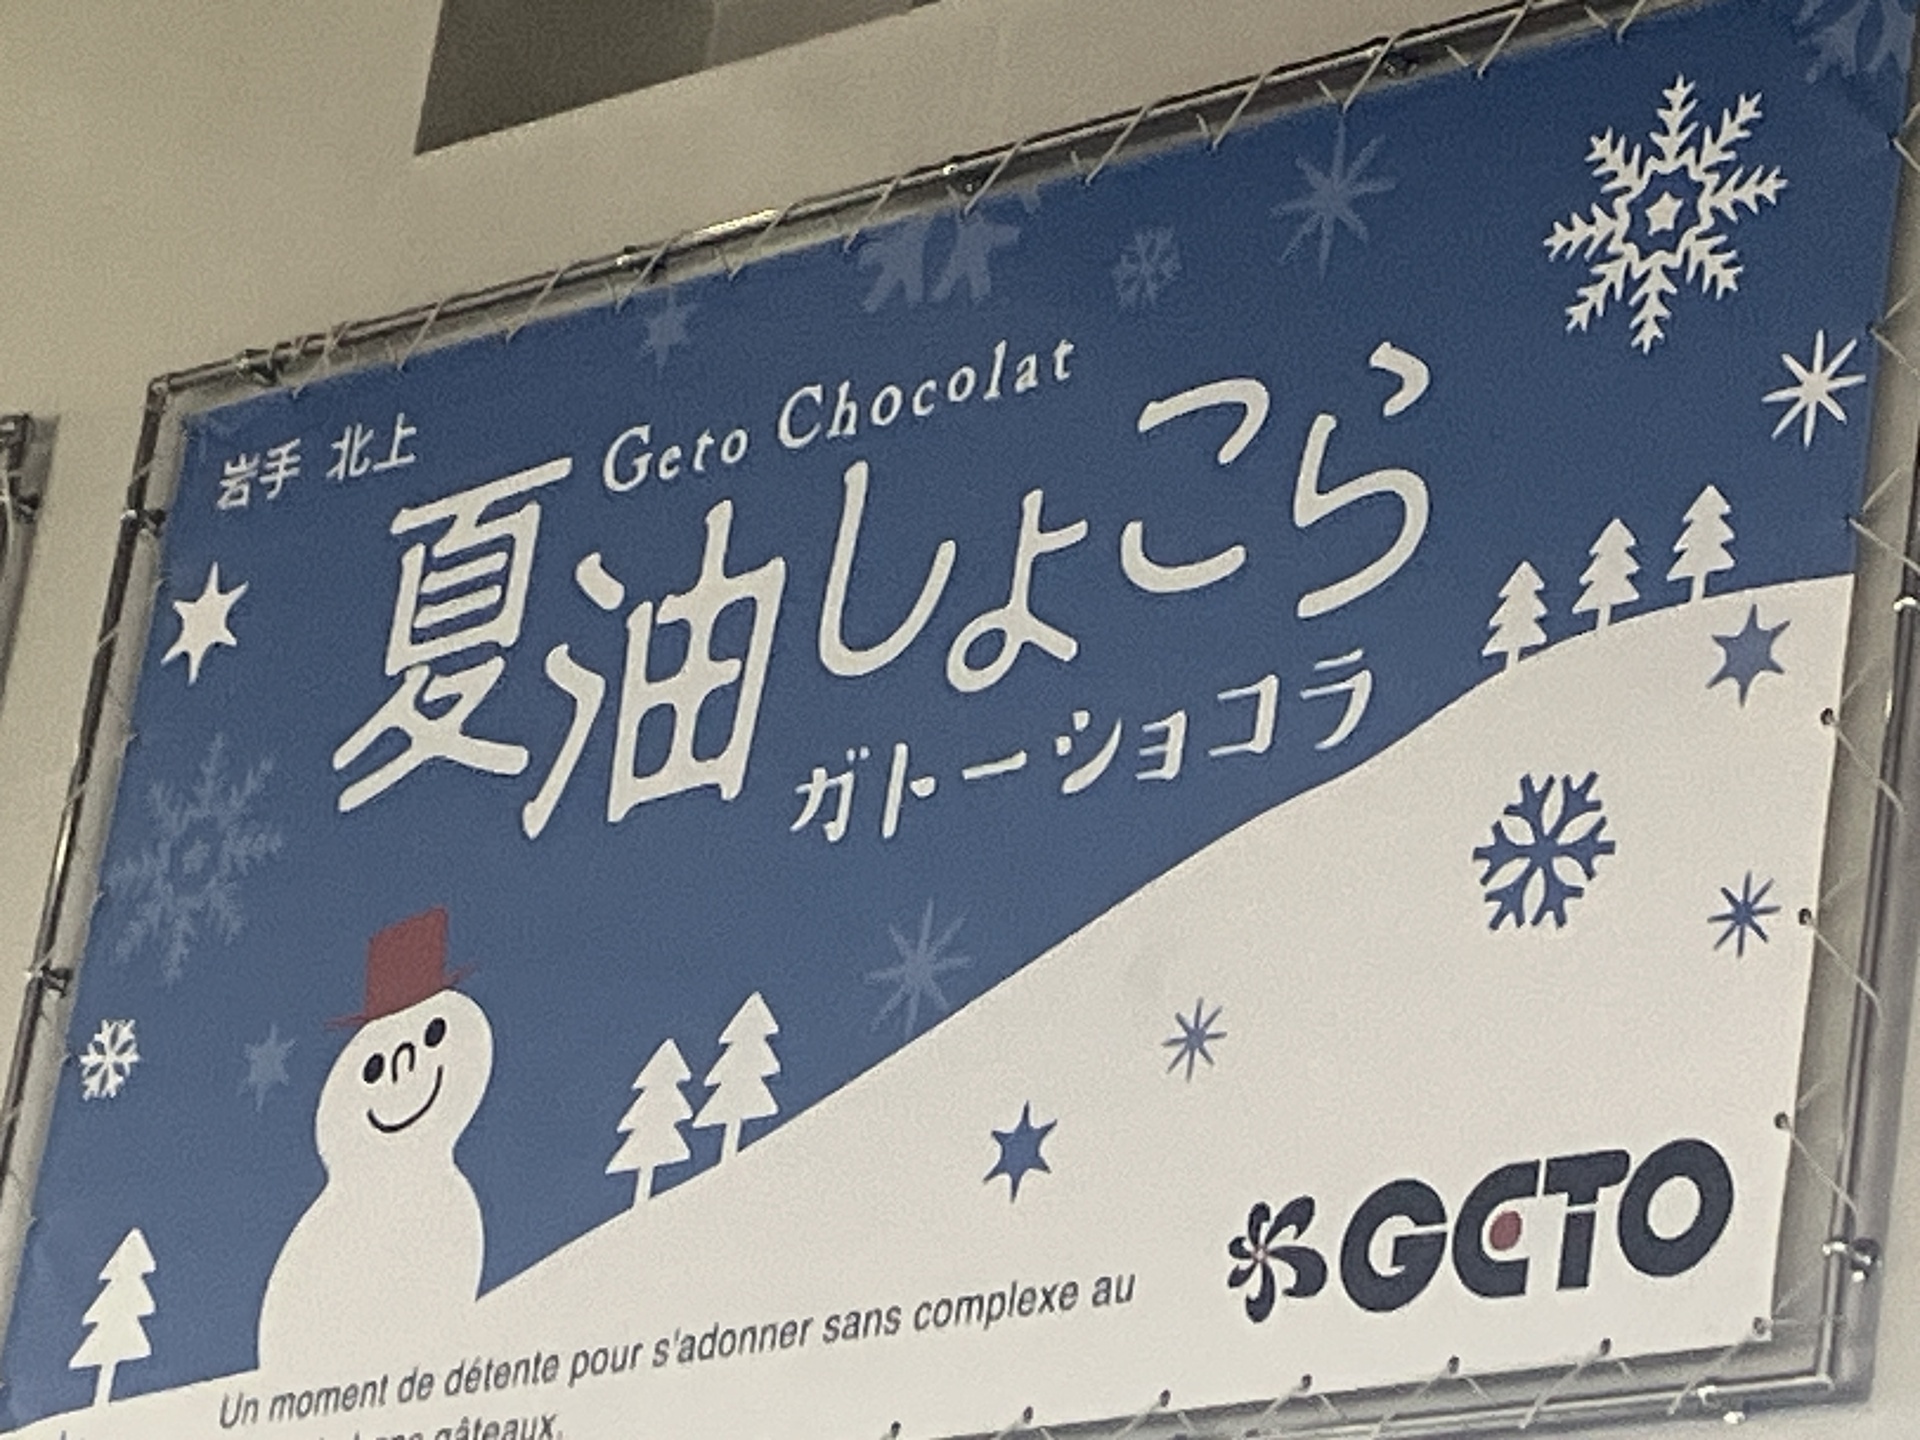 岩手 北上
Geto Chocolat
夏油しょこら
ガトーショコラ
GETO
Un moment de détente pour s'adonner sans complexe au
gâteaux.